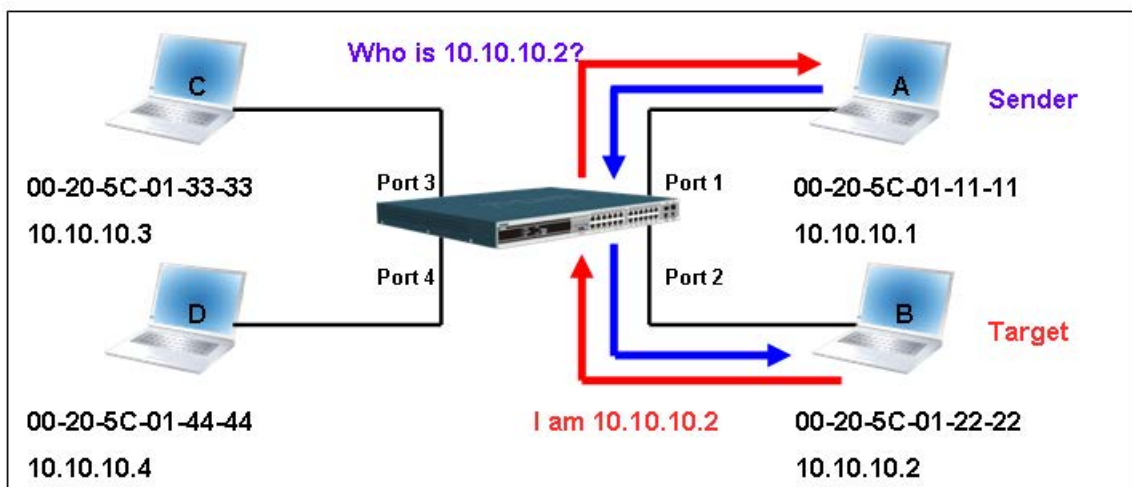 Who is 10.10.10.2?
C
A
Sender
00-20-5C-01-33-33
10.10.10.3
Port 3
Port 1
00-20-5C-01-11-11
10.10.10.1
Port 4
Port 2
D
B
Target
00-20-5C-01-44-44
10.10.10.4
I am 10.10.10.2
00-20-5C-01-22-22
10.10.10.2